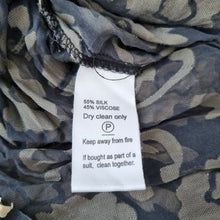 55% SILK
45% VISCOSE
Dry clean only
P
Keep away from fire
If bought as part of a
suit, clean together.